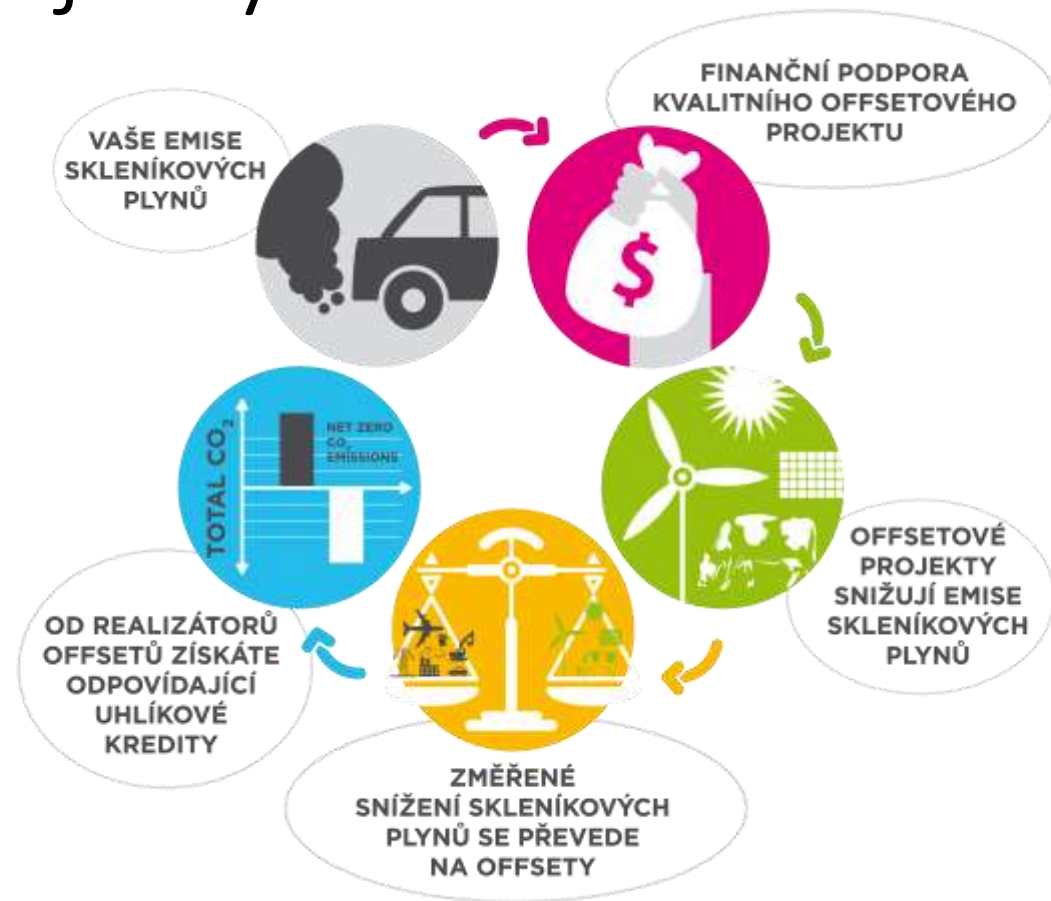 VAŠE EMISE
SKLENÍKOVÝCH
PLYNŮ
FINANČNÍ PODPORA
KVALITNÍHO OFFSETOVÉHO
PROJEKTU
$
OFFSETOVÉ
PROJEKTY
SNIŽUJÍ EMISE
SKLENÍKOVÝCH
PLYNŮ
ZMĚŘENÉ
SNÍŽENÍ SKLENÍKOVÝCH
PLYNŮ SE PŘEVEDE
NA OFFSETY
OD REALIZÁTORŮ
OFFSETŮ ZÍSKÁTE
ODPOVÍDAJÍCÍ
UHLÍKOVÉ
KREDITY
TOTAL CO₂
NET ZERO
CO₂
EMISSIONS